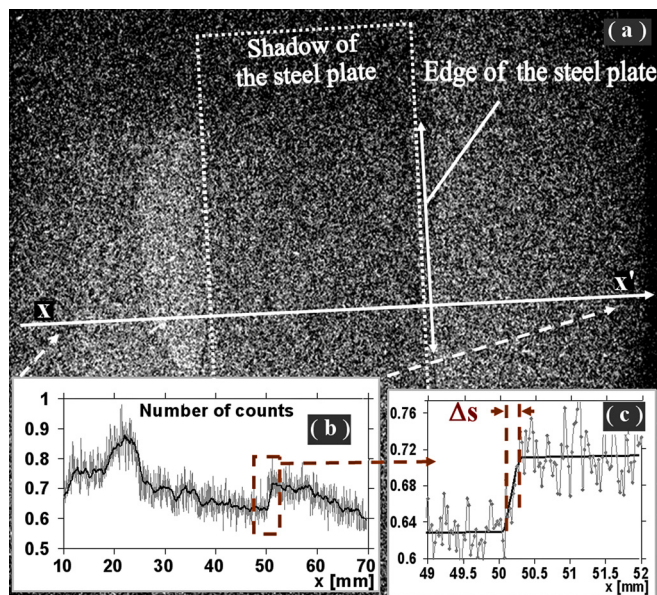 ( a )
Shadow of
the steel plate
Edge of the steel plate
x
x'
Number of counts
( b )
1
0.9
0.8
0.7
0.6
0.5
10 20 30 40 50 60 70
x [mm]
Δs
( c )
0.76
0.72
0.68
0.64
0.6
49 49.5 50 50.5 51 51.5 52
x [mm]